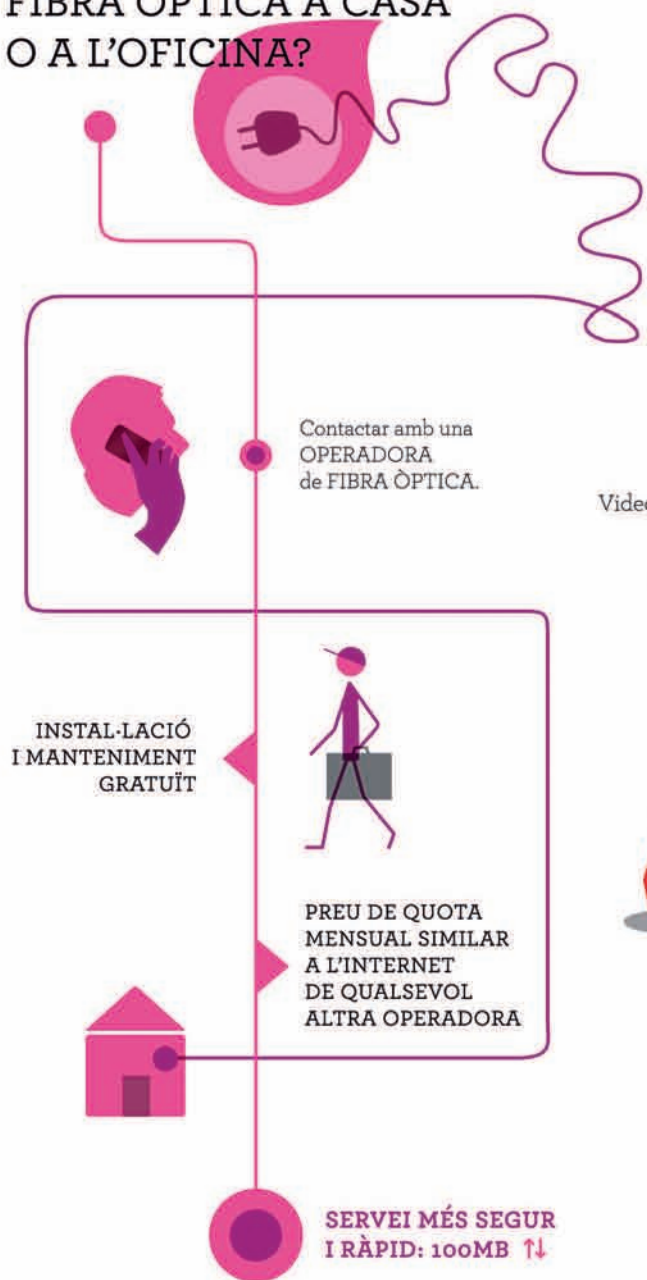 FIBRA ÒPTICA A CASA
O A L'OFICINA?
Contactar amb una
OPERADORA
de FIBRA ÒPTICA.
INSTAL·LACIÓ
I MANTENIMENT
GRATUÏT
PREU DE QUOTA
MENSUAL SIMILAR
A L'INTERNET
DE QUALSEVOL
ALTRA OPERADORA
SERVEI MÉS SEGUR
I RÀPID: 100MB ↑↓